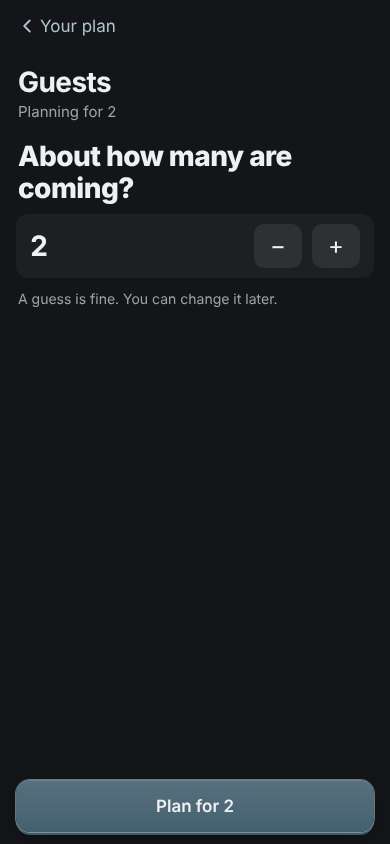 Your plan
Guests
Planning for 2
About how many are
coming?
2
− +
A guess is fine. You can change it later.
Plan for 2